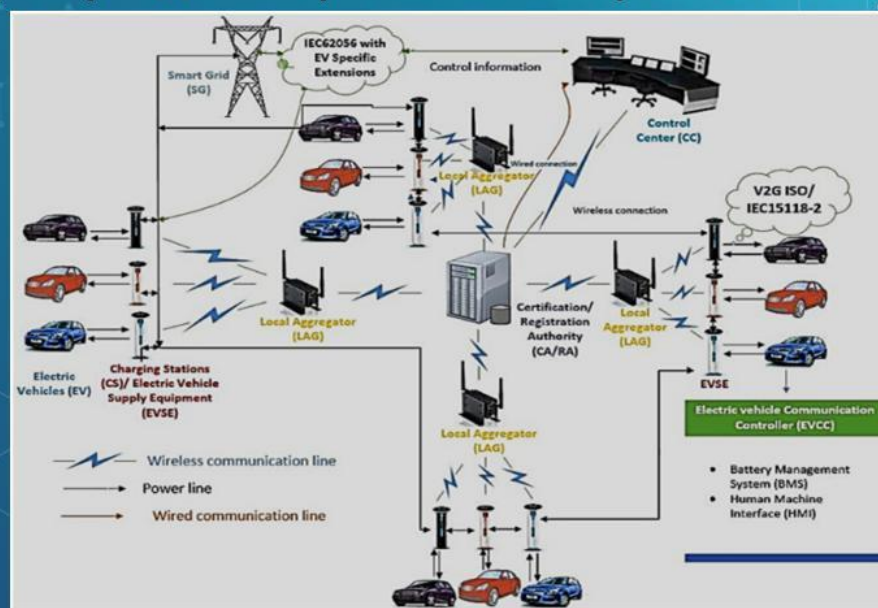 IEC62056 with
EV Specific
Extensions
Smart Grid
(SG)
Control information
Control
Center (CC)
Wired connection
Local Aggregator
(LAG)
V2G ISO/
IEC15118-2
Wireless connection
Local Aggregator
(LAG)
Certification/
Registration
Authority (CA/RA)
Local
Aggregator
(LAG)
Electric
Vehicles (EV)
Charging Stations
(CS)/ Electric Vehicle
Supply Equipment
(EVSE)
EVSE
Local Aggregator
(LAG)
Electric vehicle Communication
Controller (EVCC)
Wireless communication line
Power line
Wired communication line
• Battery Management
System (BMS)
• Human Machine
Interface (HMI)